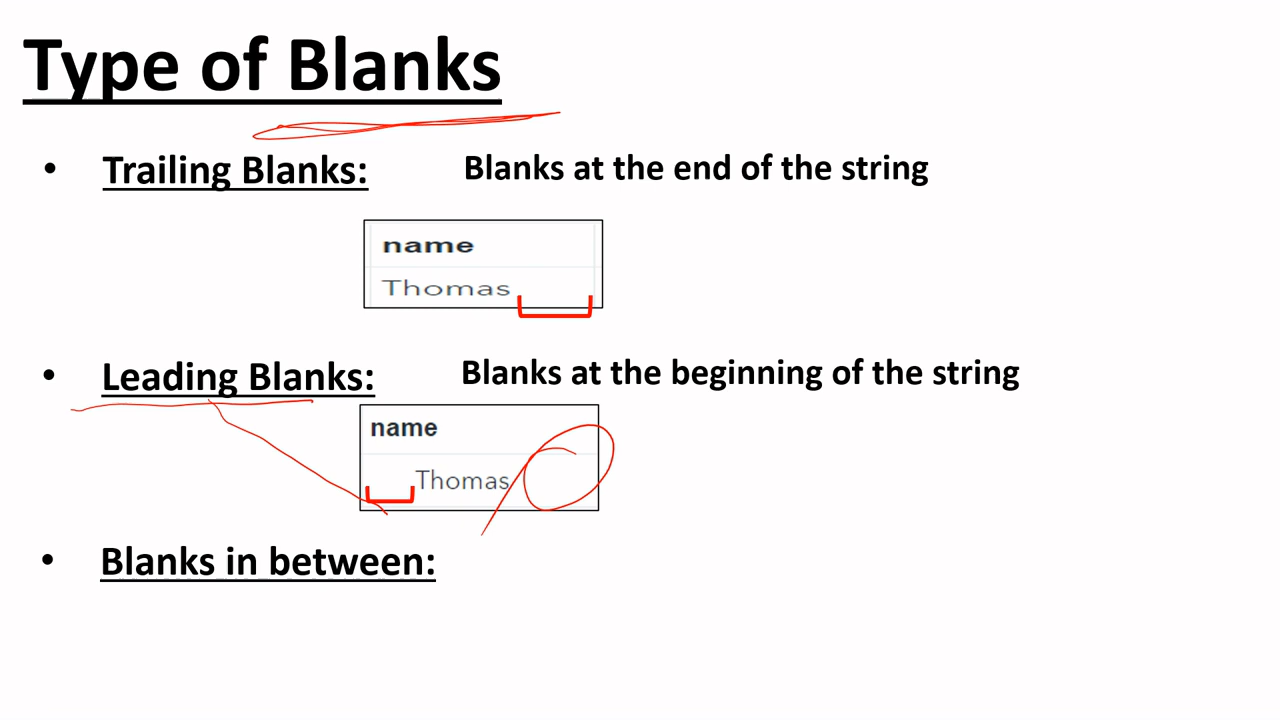 Type of Blanks
• Trailing Blanks: Blanks at the end of the string
name
Thomas
• Leading Blanks: Blanks at the beginning of the string
name
Thomas
• Blanks in between: